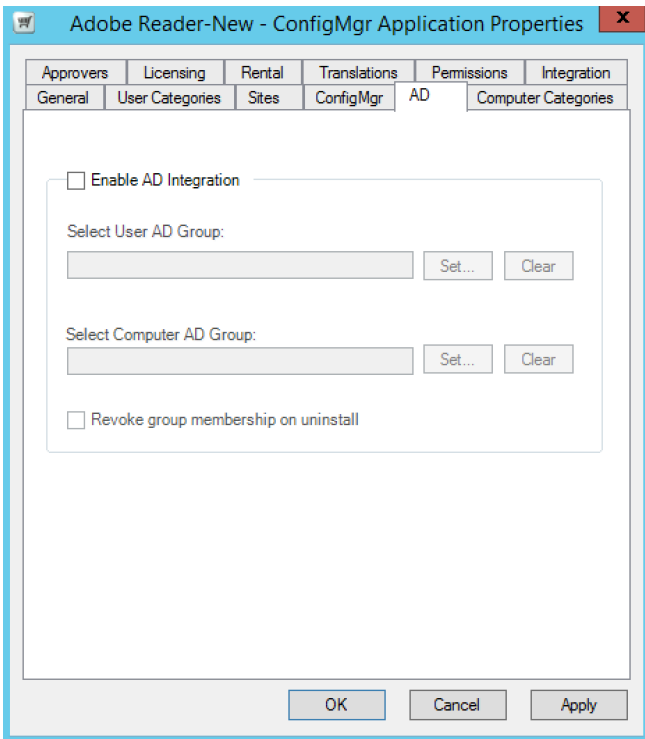 Adobe Reader-New - ConfigMgr Application Properties x
Approvers Licensing Rental Translations Permissions Integration
General User Categories Sites ConfigMgr AD Computer Categories
Enable AD Integration
Select User AD Group:
Set... Clear
Select Computer AD Group:
Set... Clear
Revoke group membership on uninstall
OK Cancel Apply